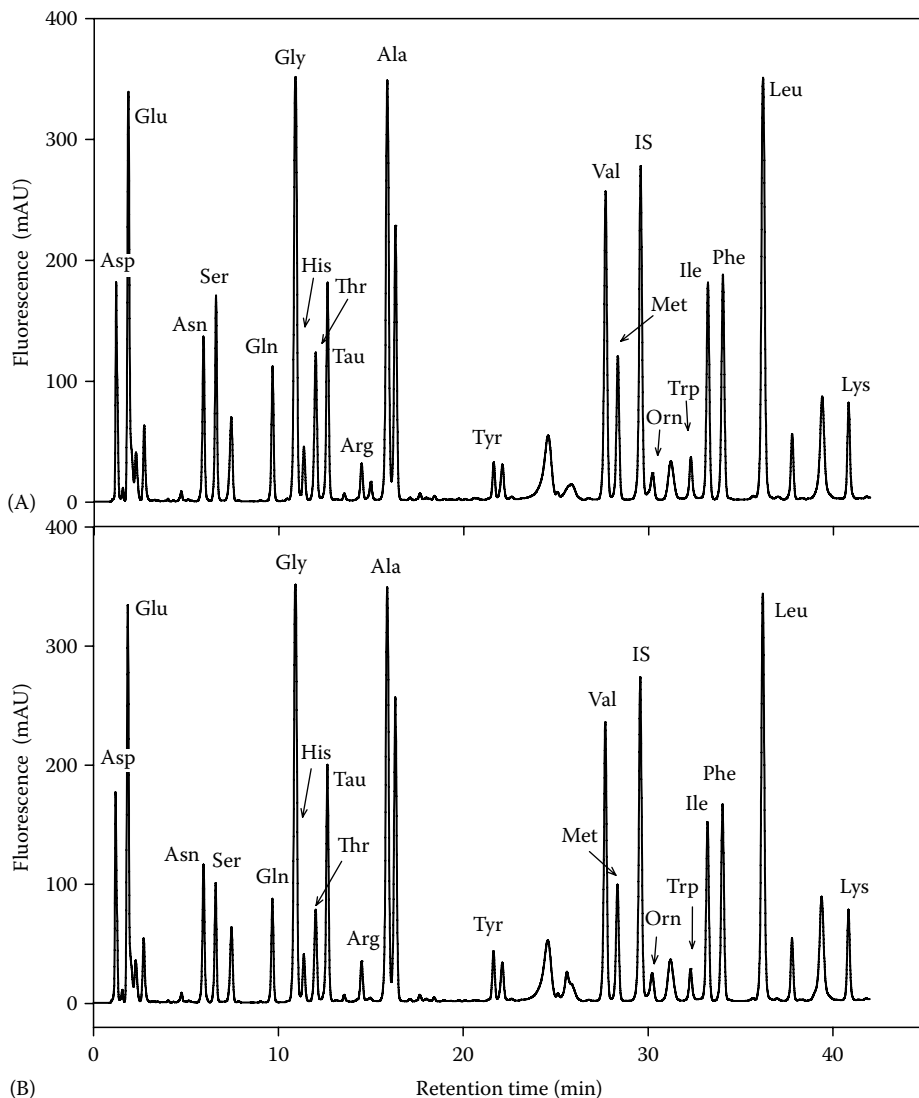 400
Gly
Ala
Glu
Leu
300
IS
Val
Fluorescence (mAU)
Asp
Ser
His
Ile
Phe
200
Thr
Met
Asn
Gln
Tau
Trp
Lys
100
Arg
Tyr
Orn
0
(A)
400
Gly
Ala
Glu
Leu
300
IS
Val
Fluorescence (mAU)
Asp
His
Tau
Phe
200
Ile
Asn
Ser
Gln
Thr
Met
Trp
Lys
100
Arg
Tyr
Orn
0
0
10
20
30
40
(B)
Retention time (min)